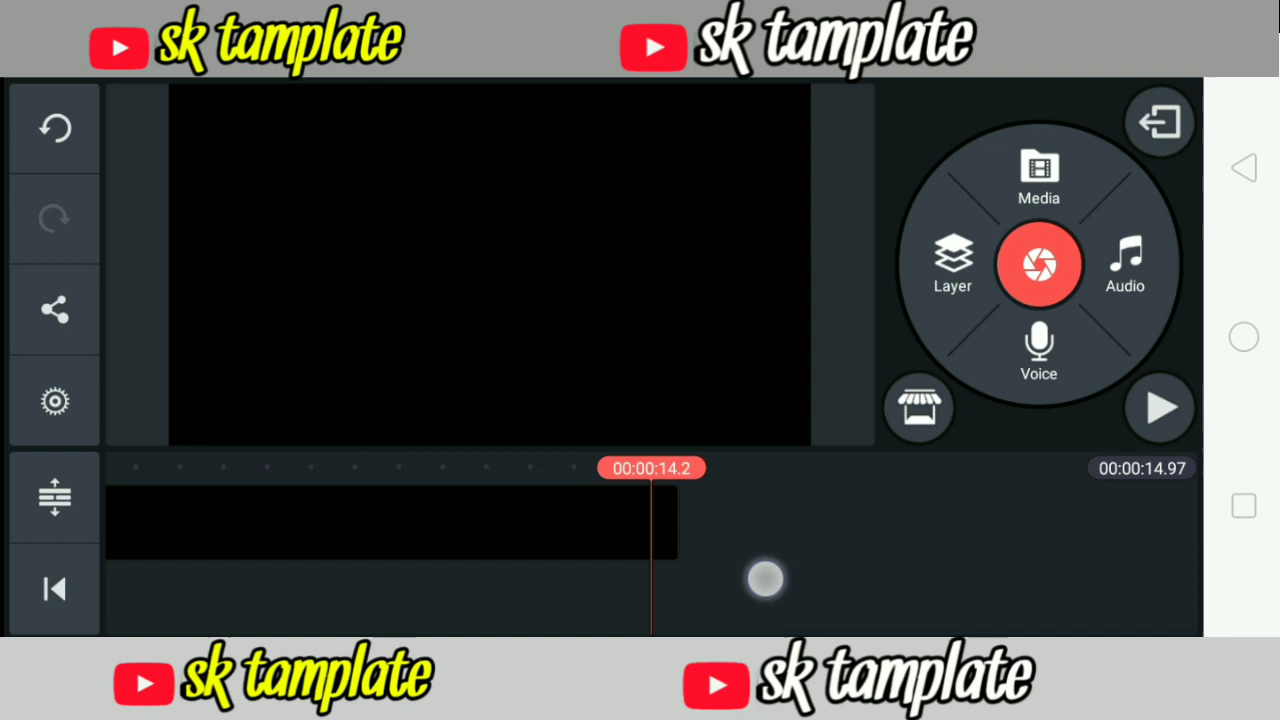 sk tamplate
sk tamplate
Media
Layer
Audio
Voice
00:00:14.2
00:00:14.97
sk tamplate
sk tamplate